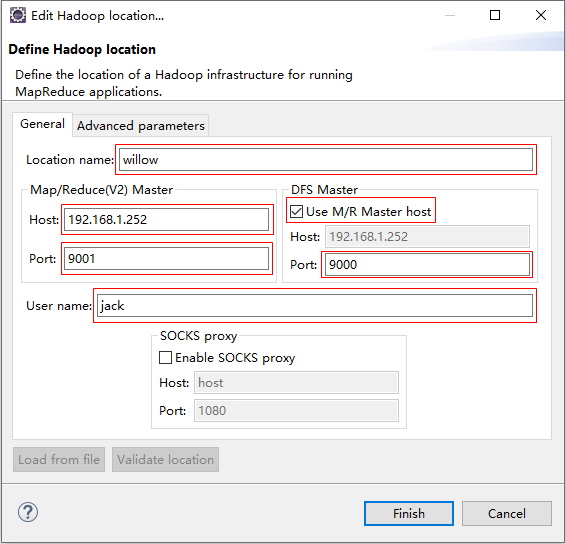 Edit Hadoop location...
Define Hadoop location
Define the location of a Hadoop infrastructure for running
MapReduce applications.
General Advanced parameters
Location name: willow
Map/Reduce(V2) Master
Host: 192.168.1.252
Port: 9001
DFS Master
Use M/R Master host
Host: 192.168.1.252
Port: 9000
User name: jack
SOCKS proxy
Enable SOCKS proxy
Host: host
Port: 1080
Load from file Validate location
? Finish Cancel